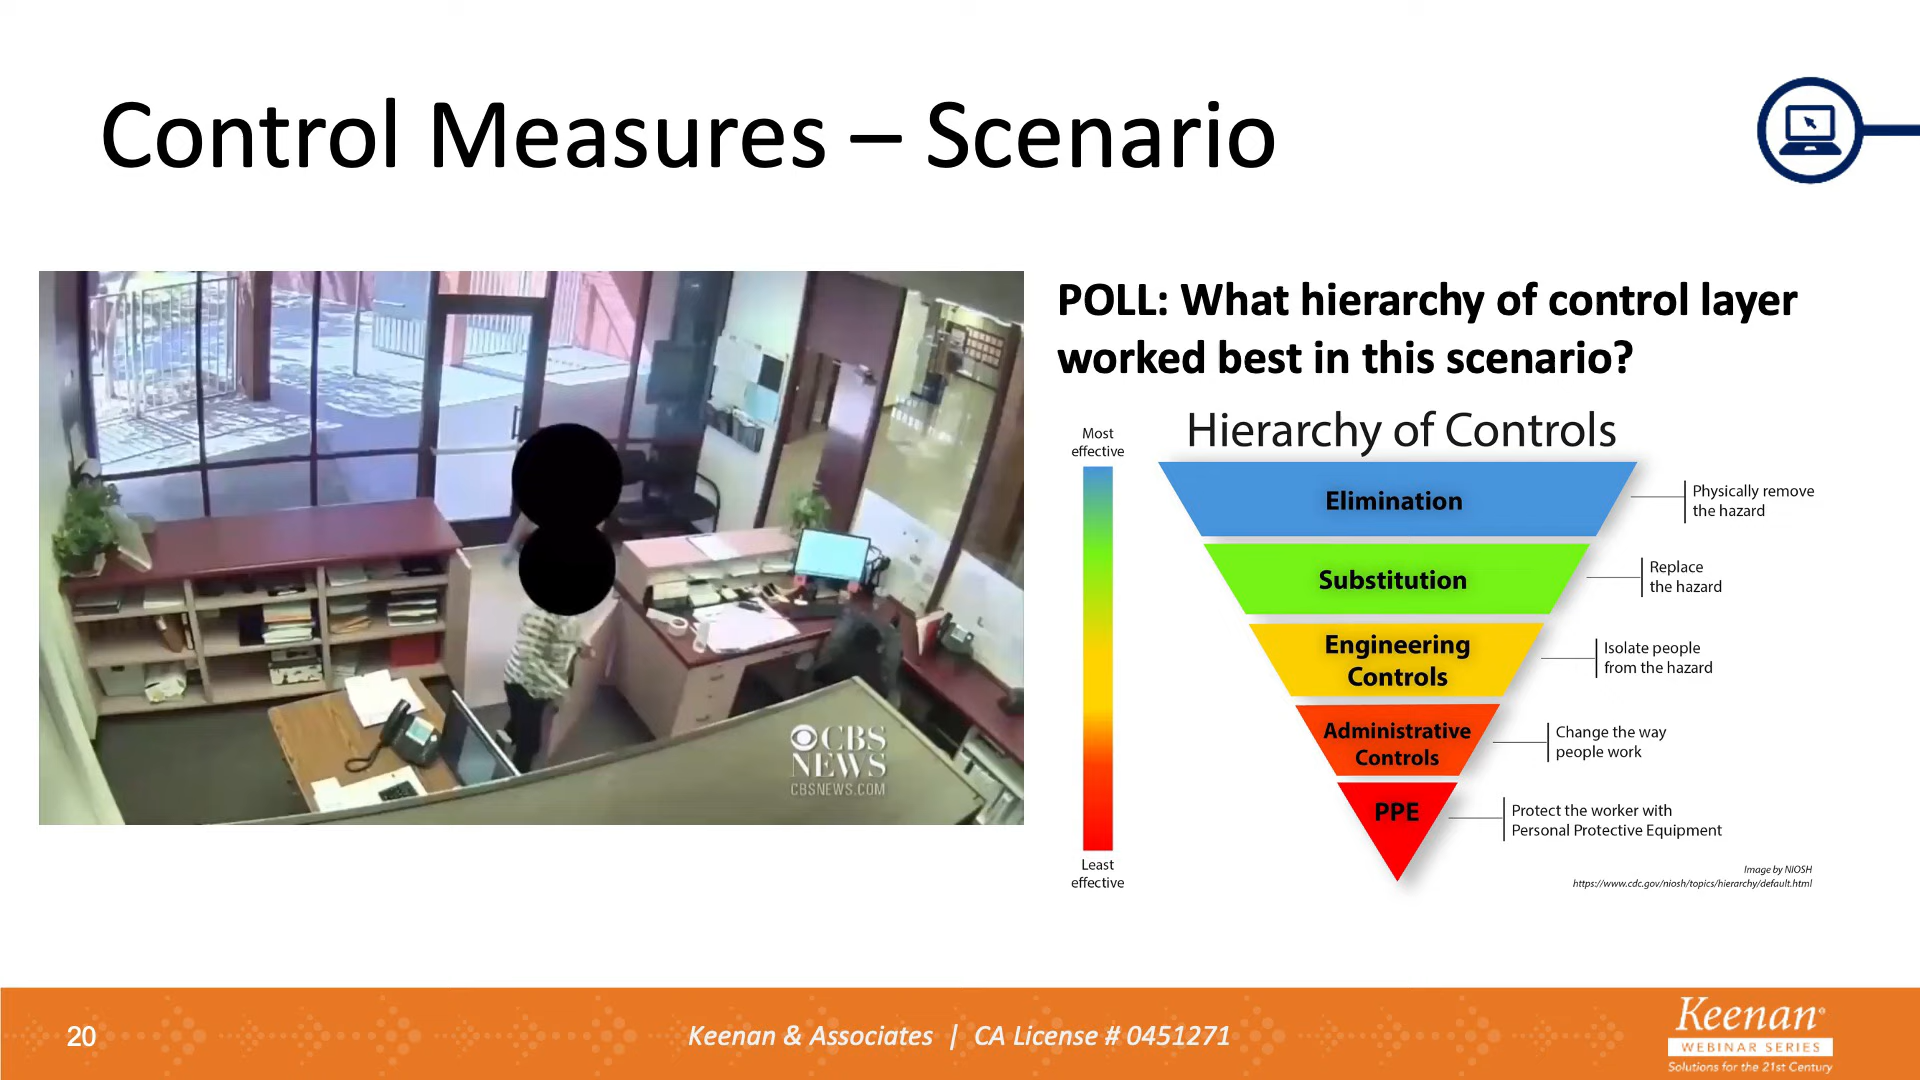 Control Measures – Scenario
POLL: What hierarchy of control layer
worked best in this scenario?
Hierarchy of Controls
Most
effective
Elimination
Physically remove
the hazard
Substitution
Replace
the hazard
Engineering
Controls
Isolate people
from the hazard
Administrative
Controls
Change the way
people work
PPE
Protect the worker with
Personal Protective Equipment
Least
effective
Image by NIOSH
https://www.cdc.gov/niosh/topics/hierarchy/default.html
CBS
NEWS
CBSNEWS.COM
20
Keenan & Associates | CA License # 0451271
Keenan®
WEBINAR SERIES
Solutions for the 21st Century